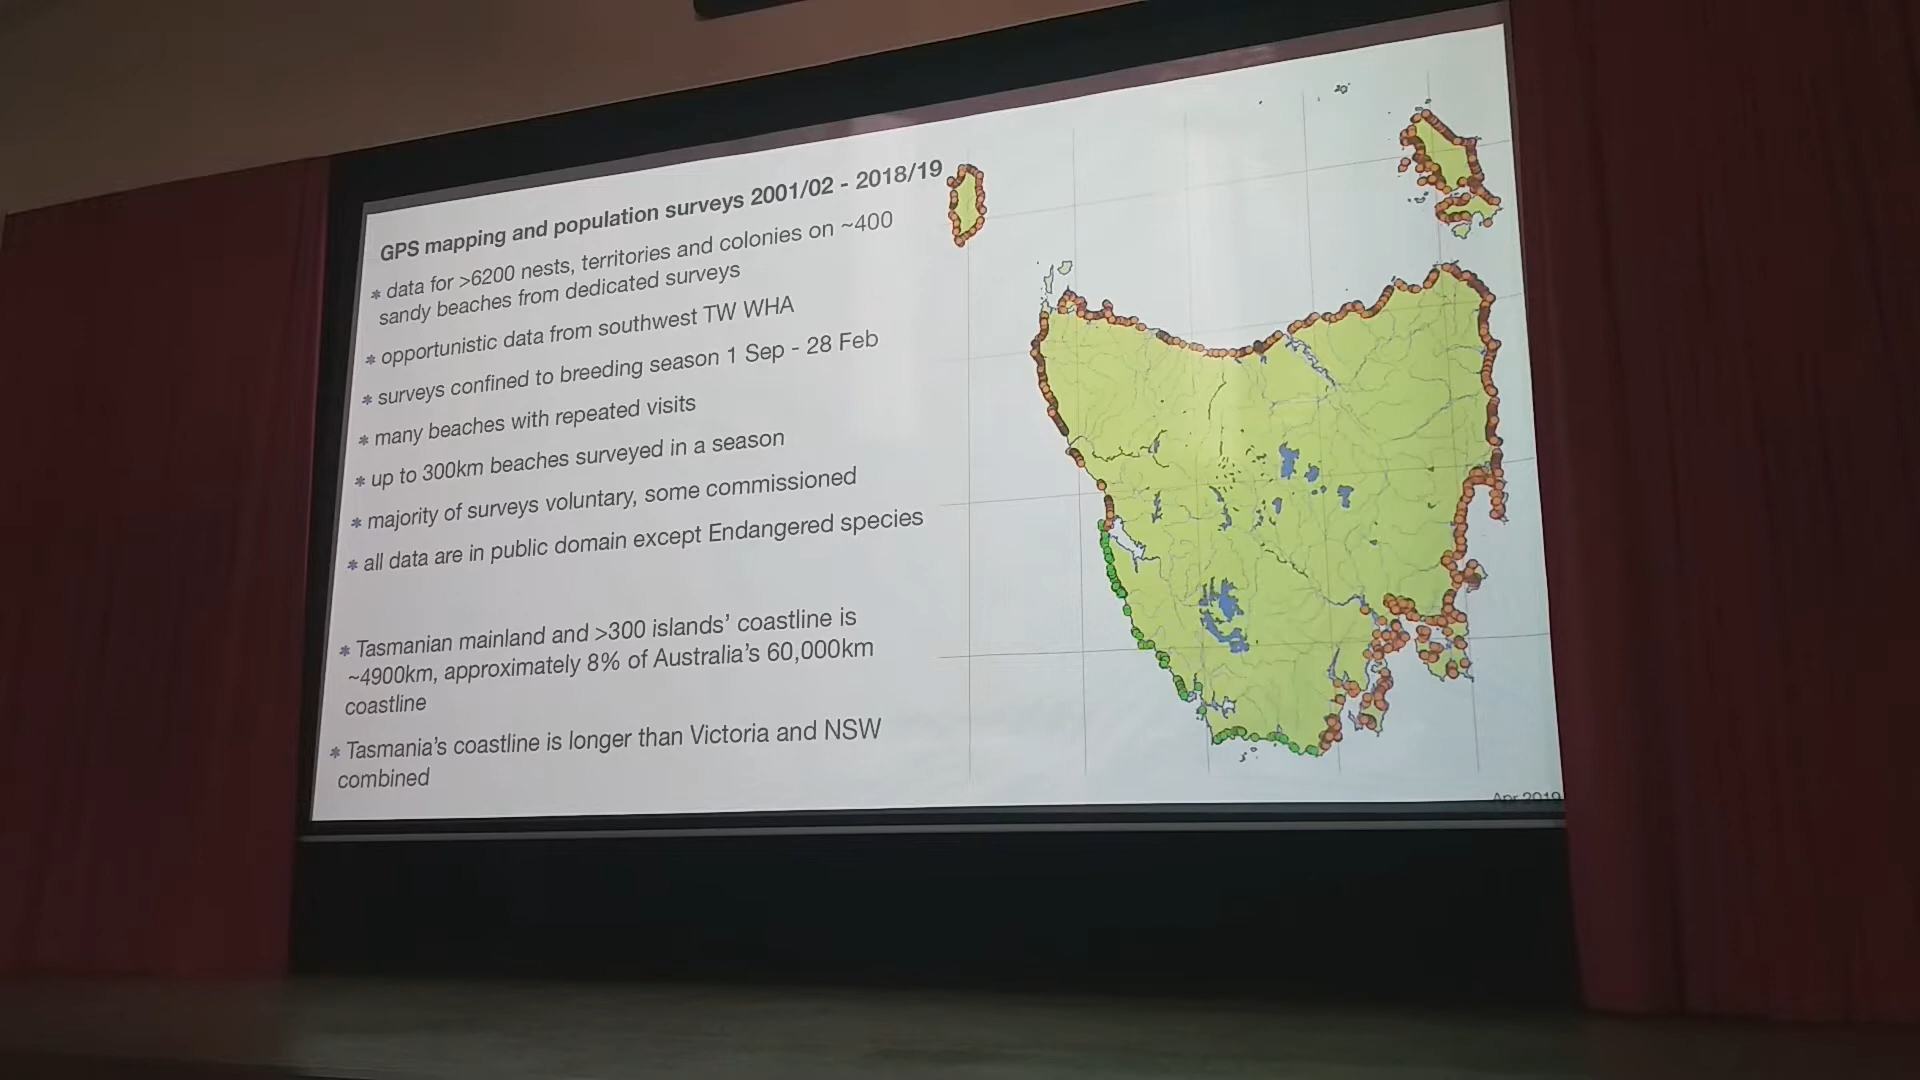 GPS mapping and population surveys 2001/02 - 2018/19
* data for >6200 nests, territories and colonies on ~400
sandy beaches from dedicated surveys
* opportunistic data from southwest TW WHA
* surveys confined to breeding season 1 Sep - 28 Feb
* many beaches with repeated visits
* up to 300km beaches surveyed in a season
* majority of surveys voluntary, some commissioned
* all data are in public domain except Endangered species
* Tasmanian mainland and >300 islands’ coastline is
~4900km, approximately 8% of Australia’s 60,000km
coastline
* Tasmania’s coastline is longer than Victoria and NSW
combined
Apr 2019